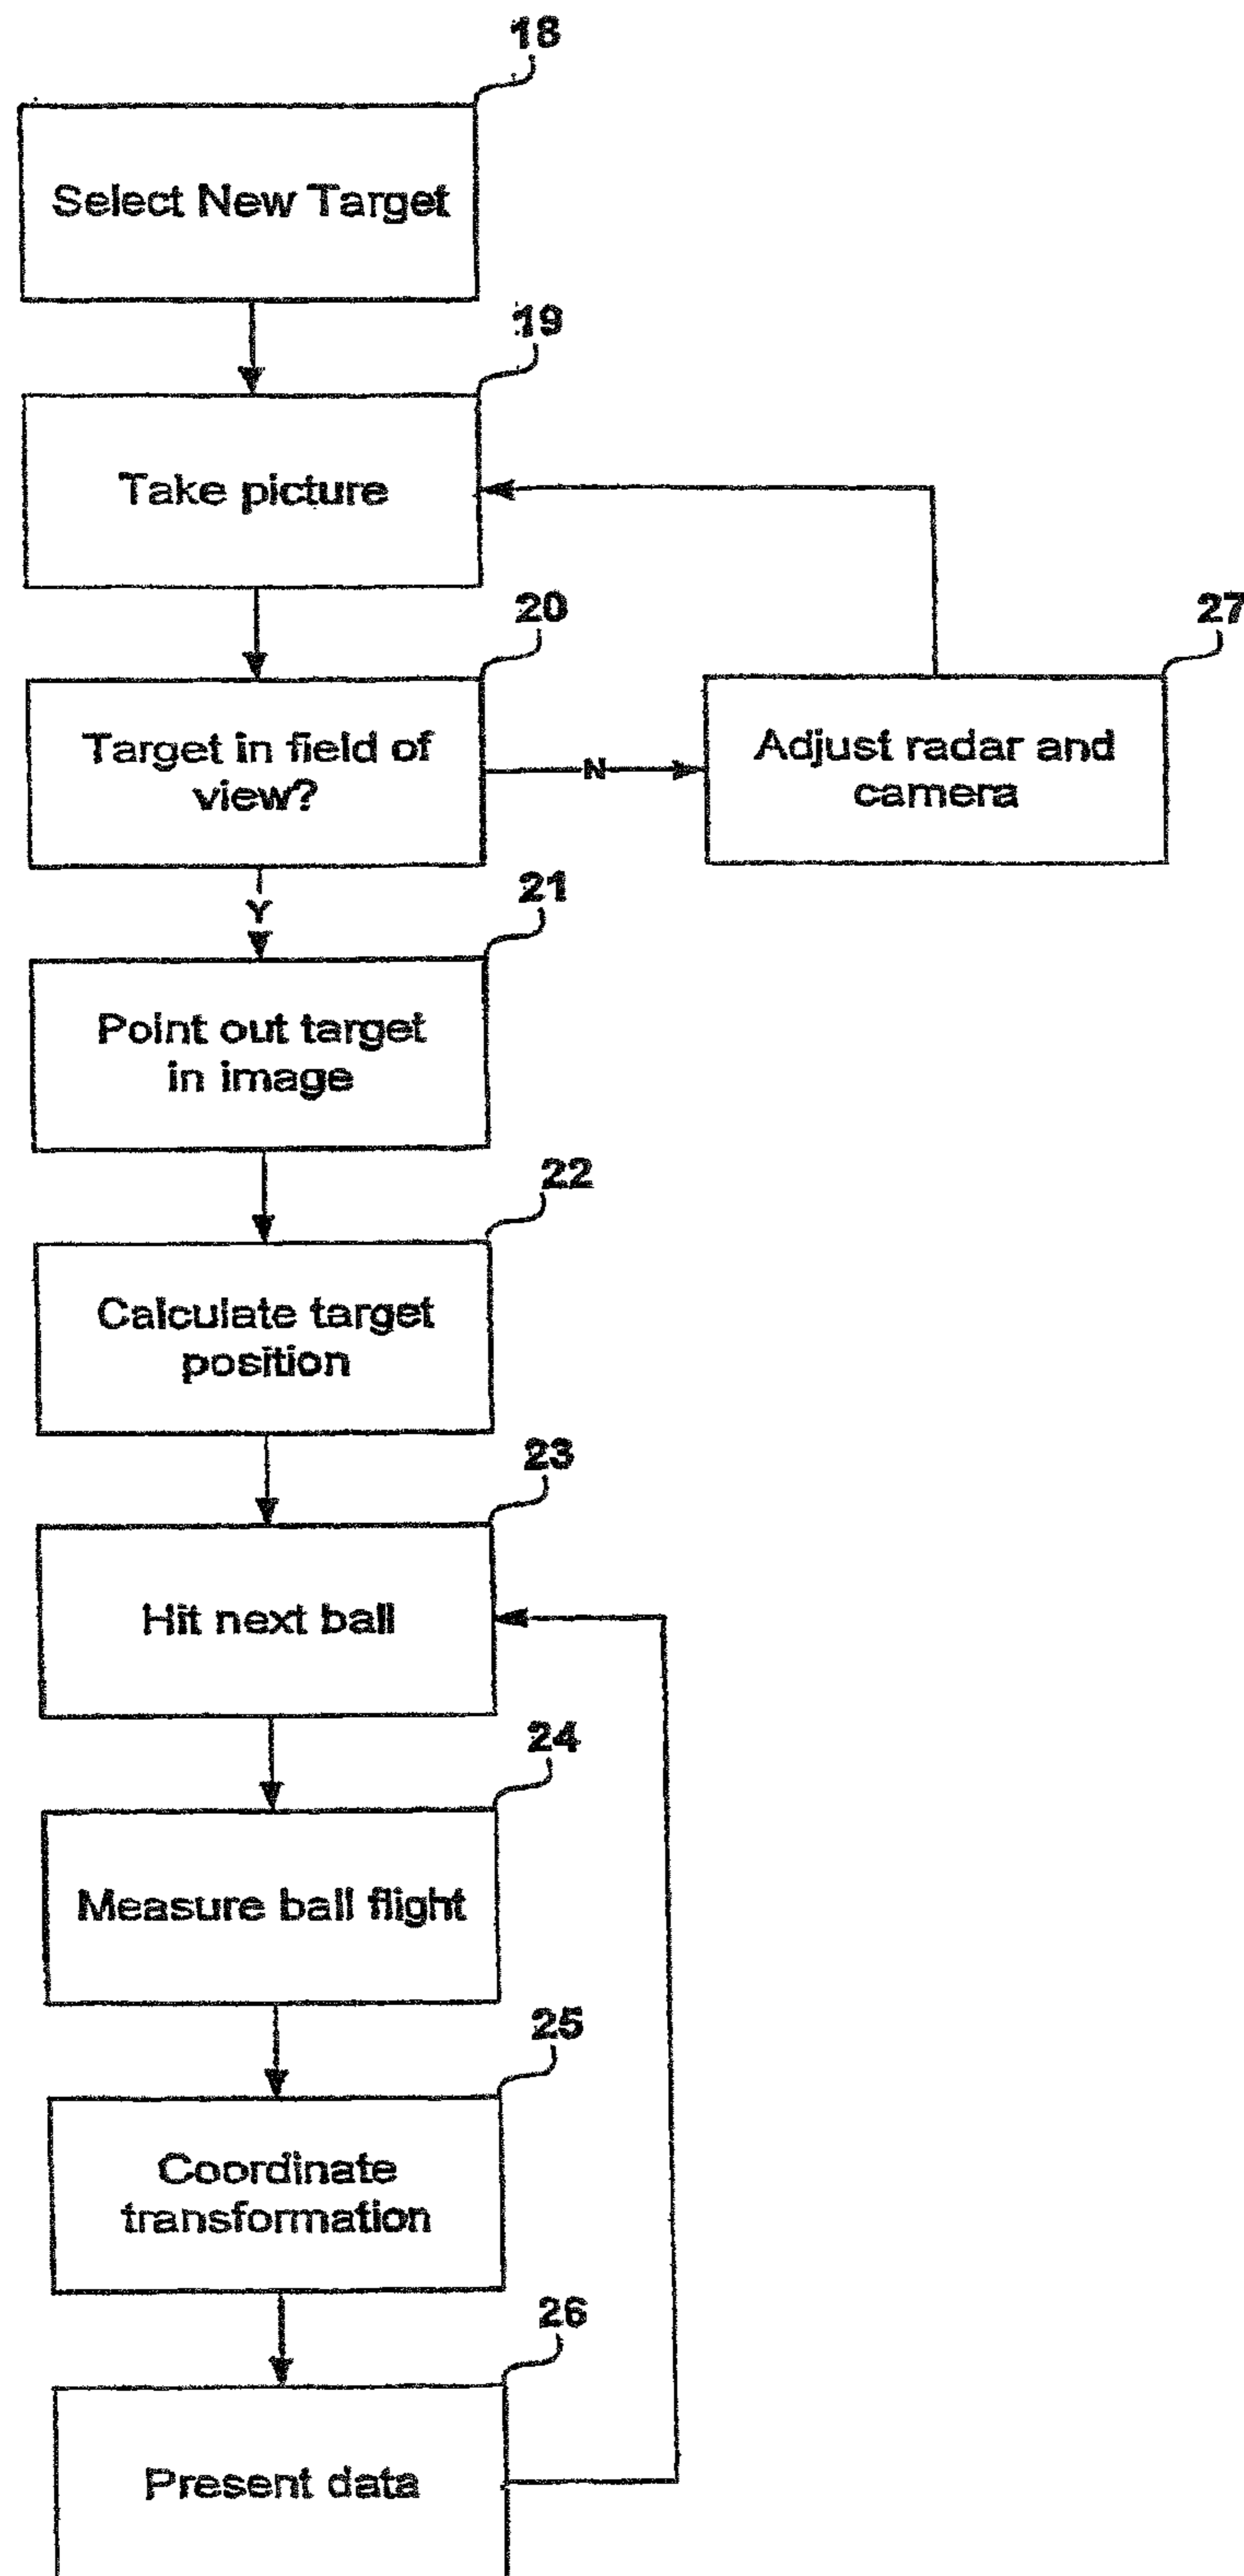 18
Select New Target
19
Take picture
20
Target in field of
view?
N
27
Adjust radar and
camera
Y
21
Point out target
in image
22
Calculate target
position
23
Hit next ball
24
Measure ball flight
25
Coordinate
transformation
26
Present data